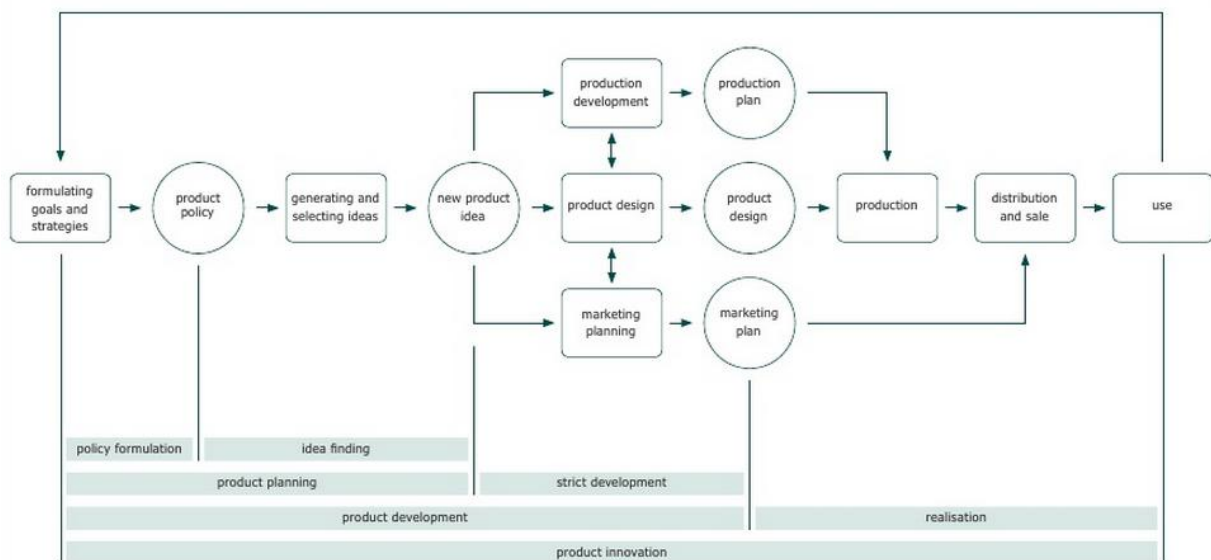 production
development
production
plan
formulating
goals and
strategies
product
policy
generating and
selecting ideas
new product
idea
product design
product
design
production
distribution
and sale
use
marketing
planning
marketing
plan
policy formulation
idea finding
product planning
strict development
product development
realisation
product innovation